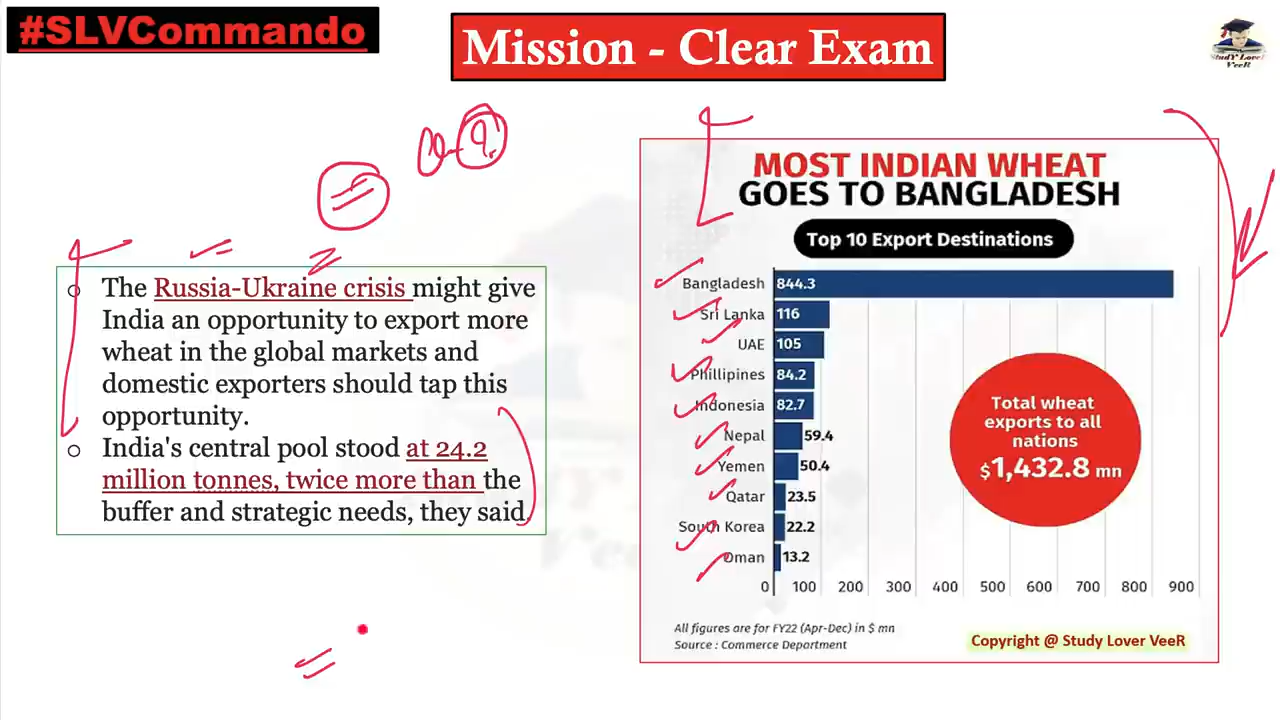 #SLVCommando
Mission - Clear Exam
StudY LoveR
VeeR
The Russia-Ukraine crisis might give
India an opportunity to export more
wheat in the global markets and
domestic exporters should tap this
opportunity.
India's central pool stood at 24.2
million tonnes, twice more than the
buffer and strategic needs, they said.
MOST INDIAN WHEAT
GOES TO BANGLADESH
Top 10 Export Destinations
Bangladesh 844.3
Sri Lanka 116
UAE 105
Phillipines 84.2
Indonesia 82.7
Nepal 59.4
Yemen 50.4
Qatar 23.5
South Korea 22.2
Oman 13.2
0 100 200 300 400 500 600 700 800 900
Total wheat
exports to all
nations
$1,432.8 mn
All figures are for FY22 (Apr-Dec) in $ mn
Source : Commerce Department
Copyright @ Study Lover VeeR